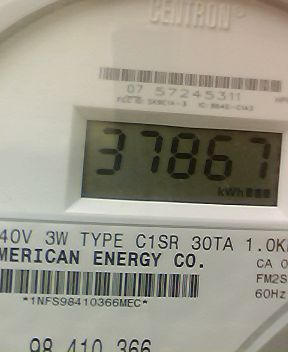 CENTRON®
07 57245311
37867
kWh
40V 3W TYPE C1SR 30TA 1.0K
MERICAN ENERGY CO.
CA 0
FM2S
60Hz
*1NFS98410366MEC*
98 410 366